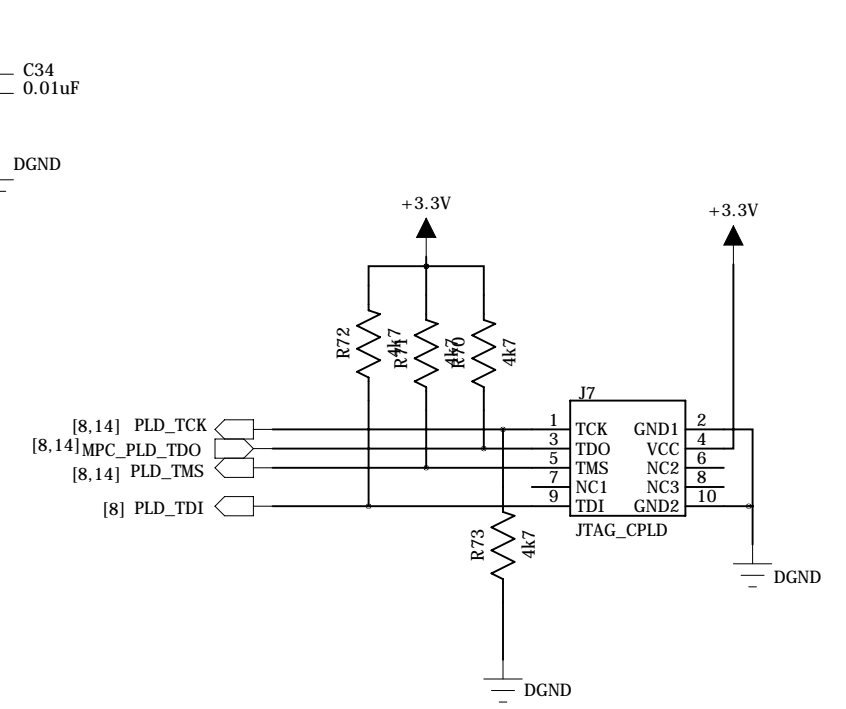 C34
0.01uF
DGND
+3.3V
+3.3V
R72
4k7
R71
4k7
R70
4k7
J7
[8,14] PLD_TCK
1
TCK
GND1
2
[8,14] MPC_PLD_TDO
3
TDO
VCC
4
[8,14] PLD_TMS
5
TMS
NC2
6
7
NC1
NC3
8
[8] PLD_TDI
9
TDI
GND2
10
JTAG_CPLD
R73
4k7
DGND
DGND